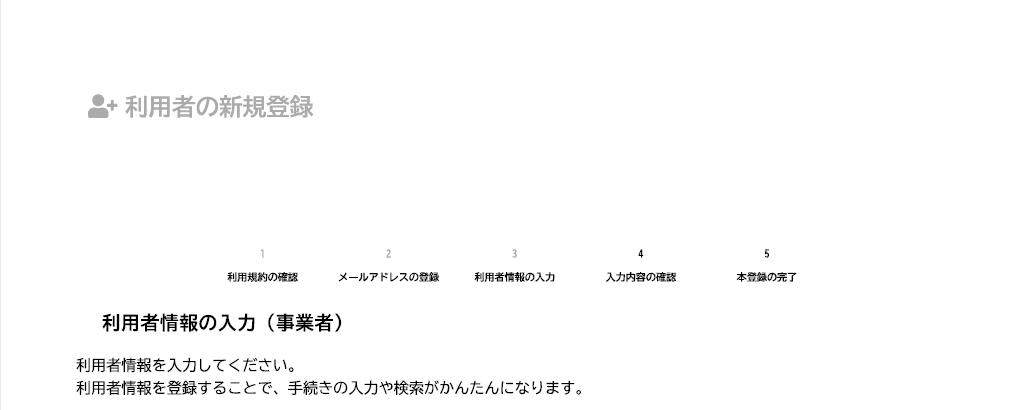 利用者の新規登録
1 2 3 4 5
利用規約の確認 メールアドレスの登録 利用者情報の入力 入力内容の確認 本登録の完了
利用者情報の入力（事業者）
利用者情報を入力してください。
利用者情報を登録することで、手続きの入力や検索がかんたんになります。